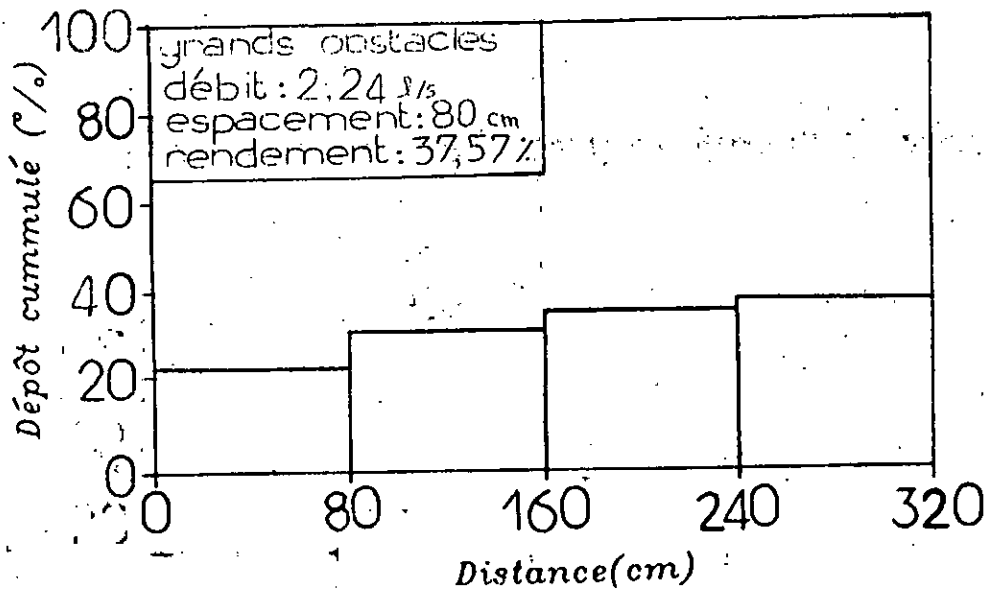 100
80
60
40
20
0
Dépôt cummulé (%)
grands obstacles
débit: 2,24 l/s
espacement: 80 cm
rendement: 37,57%
0 80 160 240 320
Distance(cm)